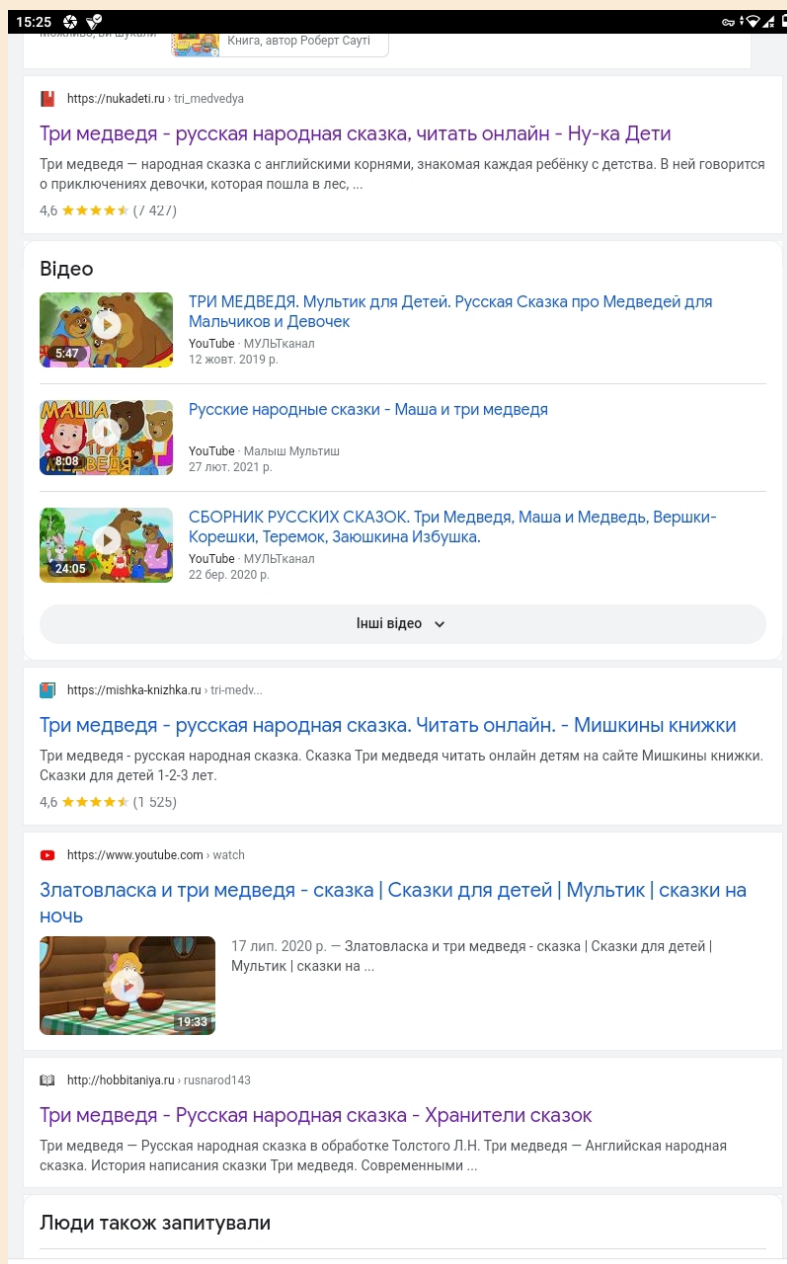 15:25
Можливо, ви шукали
Книга, автор Роберт Сауті
https://nukadeti.ru › tri_medvedya
Три медведя - русская народная сказка, читать онлайн - Ну-ка Дети
Три медведя — народная сказка с английскими корнями, знакомая каждая ребёнку с детства. В ней говорится
о приключениях девочки, которая пошла в лес, ...
4,6 (7 427)
Відео
ТРИ МЕДВЕДЯ. Мультик для Детей. Русская Сказка про Медведей для
Мальчиков и Девочек
YouTube · МУЛЬТканал
12 жовт. 2019 р.
5:47
Русские народные сказки - Маша и три медведя
YouTube · Малыш Мультиш
27 лют. 2021 р.
МАША
ТРИ
МЕДВЕДЯ
8:08
СБОРНИК РУССКИХ СКАЗОК. Три Медведя, Маша и Медведь, Вершки-
Корешки, Теремок, Заюшкина Избушка.
YouTube · МУЛЬТканал
22 бер. 2020 р.
24:05
Інші відео
https://mishka-knizhka.ru › tri-medv...
Три медведя - русская народная сказка. Читать онлайн. - Мишкины книжки
Три медведя - русская народная сказка. Сказка Три медведя читать онлайн детям на сайте Мишкины книжки.
Сказки для детей 1-2-3 лет.
4,6 (1 525)
https://www.youtube.com › watch
Златовласка и три медведя - сказка | Сказки для детей | Мультик | сказки на
ночь
17 лип. 2020 р. — Златовласка и три медведя - сказка | Сказки для детей |
Мультик | сказки на ...
19:33
http://hobbitaniya.ru › rusnarod143
Три медведя - Русская народная сказка - Хранители сказок
Три медведя — Русская народная сказка в обработке Толстого Л.Н. Три медведя — Английская народная
сказка. История написания сказки Три медведя. Современными ...
Люди також запитували